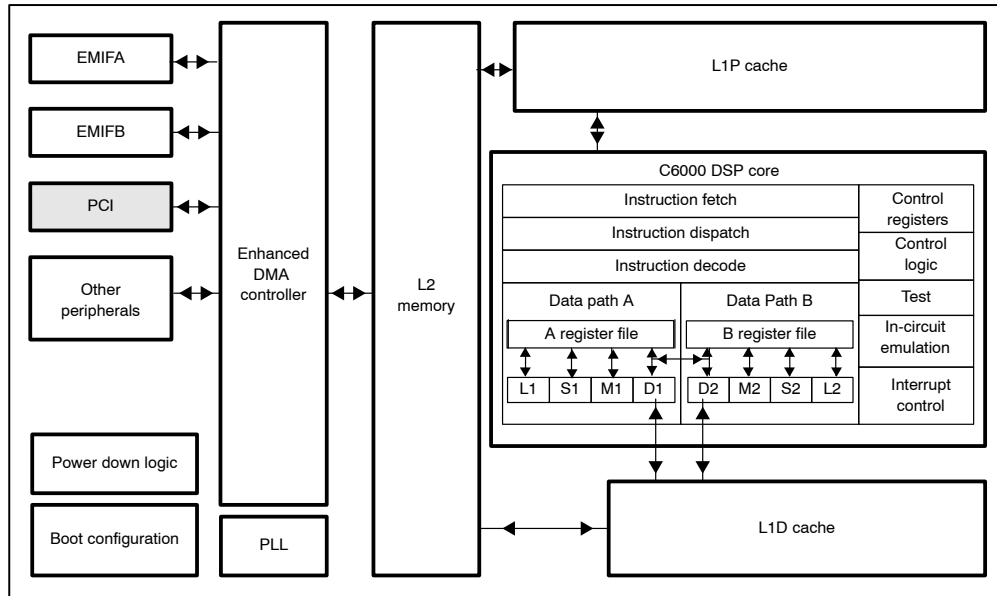 EMIFA
EMIFB
PCI
Other
peripherals
Power down logic
Boot configuration
Enhanced
DMA
controller
PLL
L2
memory
L1P cache
C6000 DSP core
Instruction fetch
Instruction dispatch
Instruction decode
Data path A
Data Path B
A register file
B register file
L1 S1 M1 D1
D2 M2 S2 L2
Control
registers
Control
logic
Test
In-circuit
emulation
Interrupt
control
L1D cache